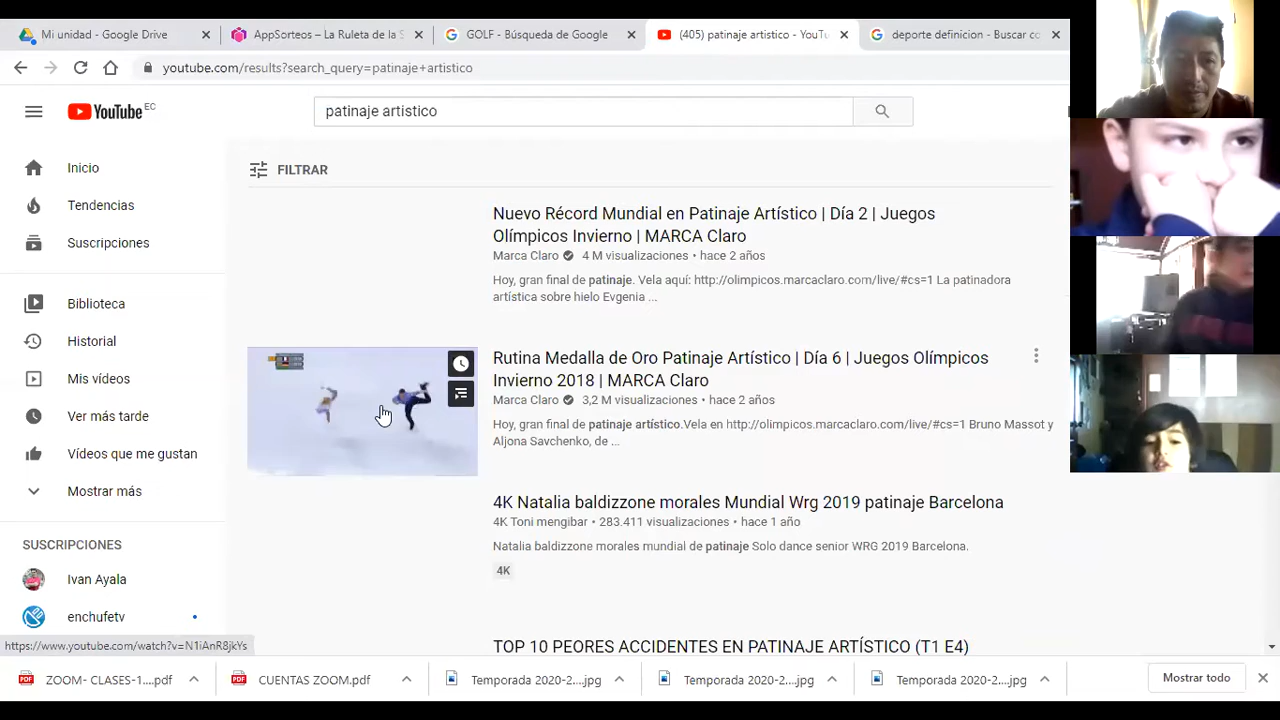 Mi unidad - Google Drive
AppSorteos – La Ruleta de la S
GOLF - Búsqueda de Google
(405) patinaje artistico - YouTu
deporte definicion - Buscar co
youtube.com/results?search_query=patinaje+artistico
YouTube EC
patinaje artistico
Inicio
Tendencias
Suscripciones
Biblioteca
Historial
Mis vídeos
Ver más tarde
Vídeos que me gustan
Mostrar más
SUSCRIPCIONES
Ivan Ayala
enchufetv
FILTRAR
Nuevo Récord Mundial en Patinaje Artístico | Día 2 | Juegos
Olímpicos Invierno | MARCA Claro
Marca Claro 4 M visualizaciones • hace 2 años
Hoy, gran final de patinaje. Vela aquí: http://olimpicos.marcaclaro.com/live/#cs=1 La patinadora
artística sobre hielo Evgenia ...
Rutina Medalla de Oro Patinaje Artístico | Día 6 | Juegos Olímpicos
Invierno 2018 | MARCA Claro
Marca Claro 3,2 M visualizaciones • hace 2 años
Hoy, gran final de patinaje artístico.Vela en http://olimpicos.marcaclaro.com/live/#cs=1 Bruno Massot y
Aljona Savchenko, de ...
4K Natalia baldizzone morales Mundial Wrg 2019 patinaje Barcelona
4K Toni mengibar • 283.411 visualizaciones • hace 1 año
Natalia baldizzone morales mundial de patinaje Solo dance senior WRG 2019 Barcelona.
4K
TOP 10 PEORES ACCIDENTES EN PATINAJE ARTÍSTICO (T1 E4)
https://www.youtube.com/watch?v=N1iAnR8jkYs
ZOOM- CLASES-1....pdf
CUENTAS ZOOM.pdf
Temporada 2020-2....jpg
Temporada 2020-2....jpg
Temporada 2020-2....jpg
Mostrar todo